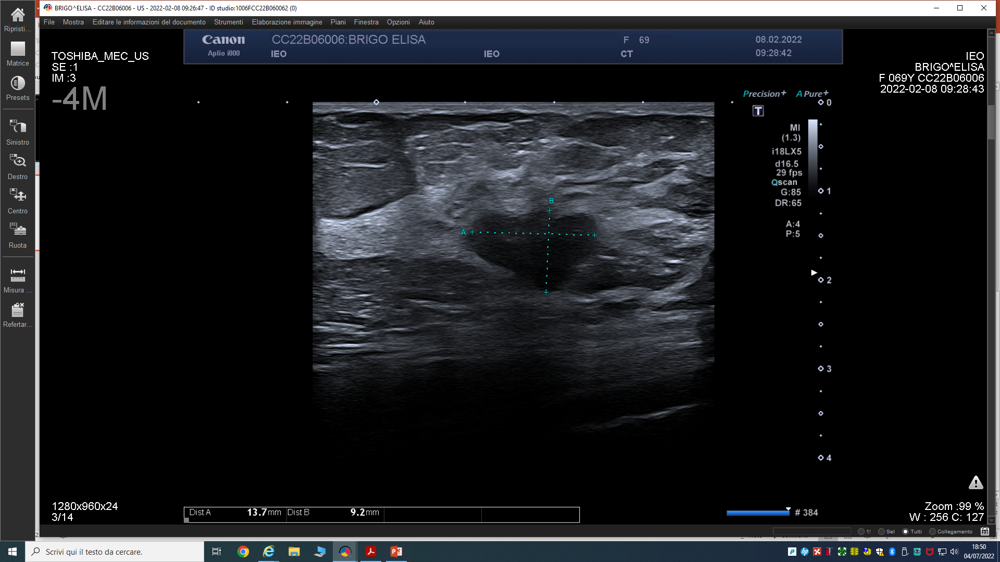 BRIGO^ELISA - CC22B06006 - US - 2022-02-08 09:26:47 - ID studio:1006FCC22B060062 (0)
File Mostra Editare le informazioni del documento Strumenti Elaborazione immagine Piani Finestra Opzioni Aiuto
Ripristi...
Matrice
Presets
Sinistro
Destro
Centro
Ruota
Misura ...
Refertar...
Canon CC22B06006:BRIGO ELISA F 69 08.02.2022
Aplio i800 IEO IEO CT 09:28:42
TOSHIBA_MEC_US
SE :1
IM :3
-4M
IEO
BRIGO^ELISA
F 069Y CC22B06006
2022-02-08 09:28:43
Precision+ A Pure+
T
MI
(1.3)
i18LX5
d16.5
29 fps
Qscan
G:85
DR:65
A:4
P:5
0
1
2
3
4
B
A
1280x960x24
3/14
Dist A 13.7mm Dist B 9.2mm
# 384
Zoom :99 %
W : 256 C: 127
1! Sel Tutti Collegamento 22
Scrivi qui il testo da cercare.
18:50
04/07/2022